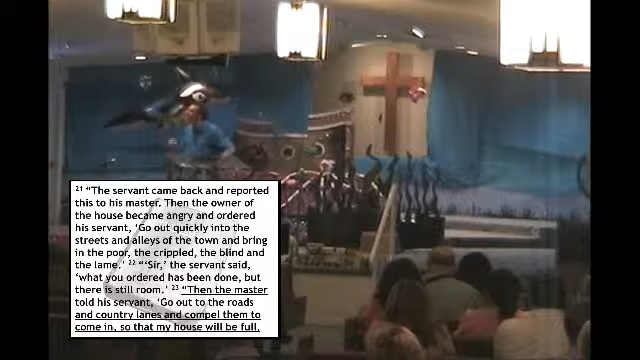 21 “The servant came back and reported
this to his master. Then the owner of
the house became angry and ordered
his servant, ‘Go out quickly into the
streets and alleys of the town and bring
in the poor, the crippled, the blind and
the lame.’ 22 “‘Sir,’ the servant said,
‘what you ordered has been done, but
there is still room.’ 23 “Then the master
told his servant, ‘Go out to the roads
and country lanes and compel them to
come in, so that my house will be full.